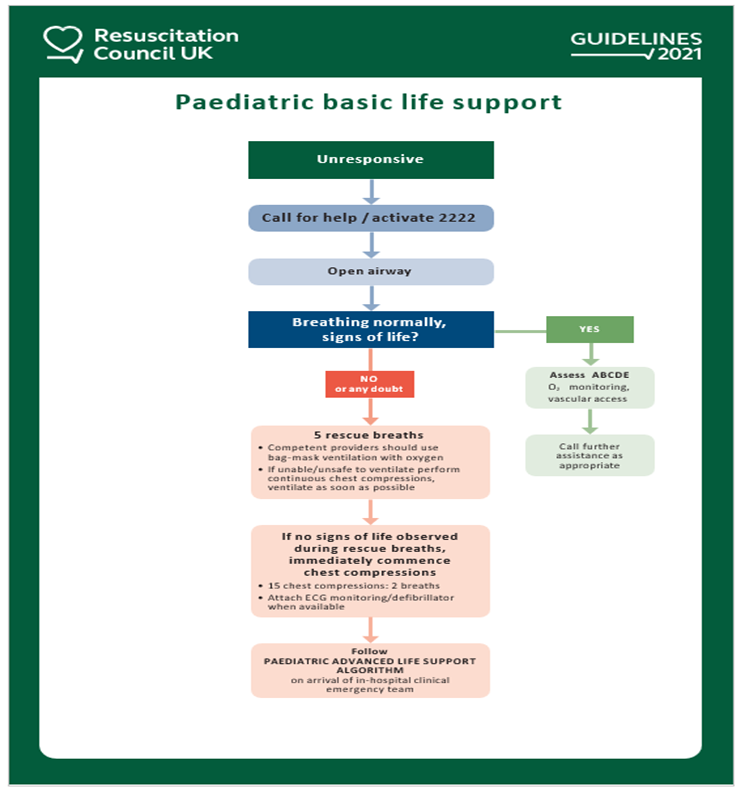 Resuscitation
Council UK
GUIDELINES
2021
Paediatric basic life support
Unresponsive
Call for help / activate 2222
Open airway
Breathing normally,
signs of life?
YES
NO
or any doubt
Assess ABCDE
O₂ monitoring,
vascular access
Call further
assistance as
appropriate
5 rescue breaths
• Competent providers should use
bag-mask ventilation with oxygen
• If unable/unsafe to ventilate perform
continuous chest compressions,
ventilate as soon as possible
If no signs of life observed
during rescue breaths,
immediately commence
chest compressions
• 15 chest compressions: 2 breaths
• Attach ECG monitoring/defibrillator
when available
Follow
PAEDIATRIC ADVANCED LIFE SUPPORT
ALGORITHM
on arrival of in-hospital clinical
emergency team